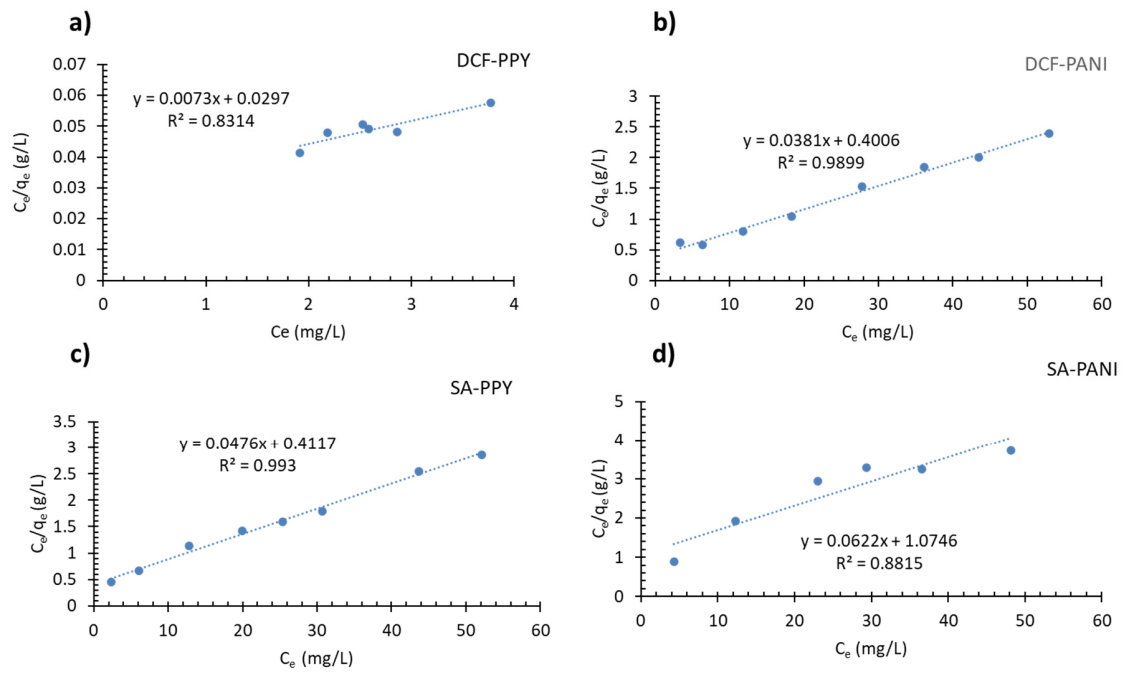 a)
DCF-PPY
y = 0.0073x + 0.0297
R² = 0.8314
0.07
0.06
0.05
0.04
0.03
0.02
0.01
0
Cₑ/qₑ (g/L)
0 1 2 3 4
Ce (mg/L)
b)
DCF-PANI
y = 0.0381x + 0.4006
R² = 0.9899
3
2.5
2
1.5
1
0.5
0
Cₑ/qₑ (g/L)
0 10 20 30 40 50 60
Cₑ (mg/L)
c)
SA-PPY
y = 0.0476x + 0.4117
R² = 0.993
3.5
3
2.5
2
1.5
1
0.5
0
Cₑ/qₑ (g/L)
0 10 20 30 40 50 60
Cₑ (mg/L)
d)
SA-PANI
5
4
3
2
1
0
Cₑ/qₑ (g/L)
y = 0.0622x + 1.0746
R² = 0.8815
0 10 20 30 40 50 60
Cₑ (mg/L)